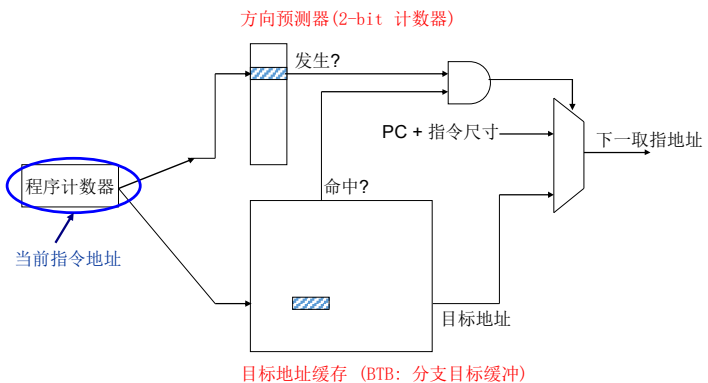 方向预测器(2-bit 计数器)
发生?
PC + 指令尺寸
下一取指地址
程序计数器
命中?
当前指令地址
目标地址
目标地址缓存 (BTB: 分支目标缓冲)